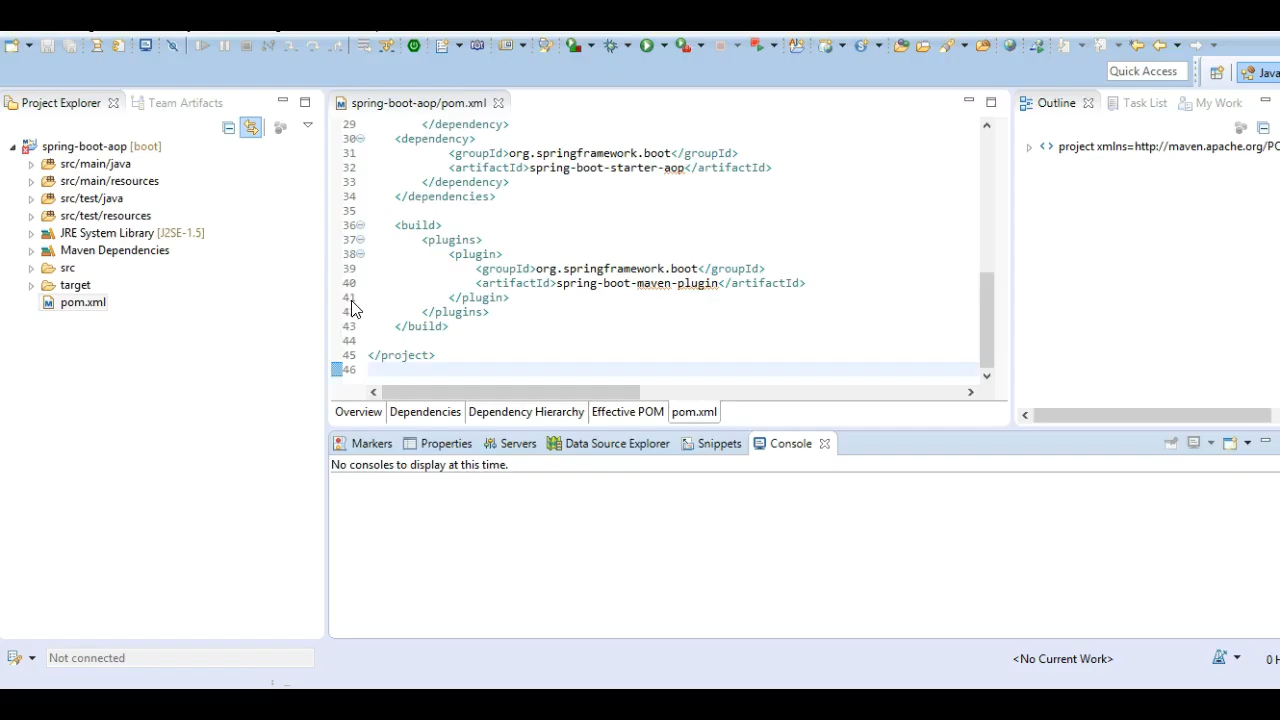 Quick Access
Java
Project Explorer
Team Artifacts
spring-boot-aop [boot]
src/main/java
src/main/resources
src/test/java
src/test/resources
JRE System Library [J2SE-1.5]
Maven Dependencies
src
target
pom.xml
spring-boot-aop/pom.xml
29 </dependency>
30 <dependency>
31 <groupId>org.springframework.boot</groupId>
32 <artifactId>spring-boot-starter-aop</artifactId>
33 </dependency>
34 </dependencies>
35
36 <build>
37 <plugins>
38 <plugin>
39 <groupId>org.springframework.boot</groupId>
40 <artifactId>spring-boot-maven-plugin</artifactId>
41 </plugin>
</plugins>
43 </build>
44
45 </project>
46
Overview
Dependencies
Dependency Hierarchy
Effective POM
pom.xml
Outline
Task List
My Work
project xmlns=http://maven.apache.org/PO
Markers
Properties
Servers
Data Source Explorer
Snippets
Console
No consoles to display at this time.
Not connected
<No Current Work>
0